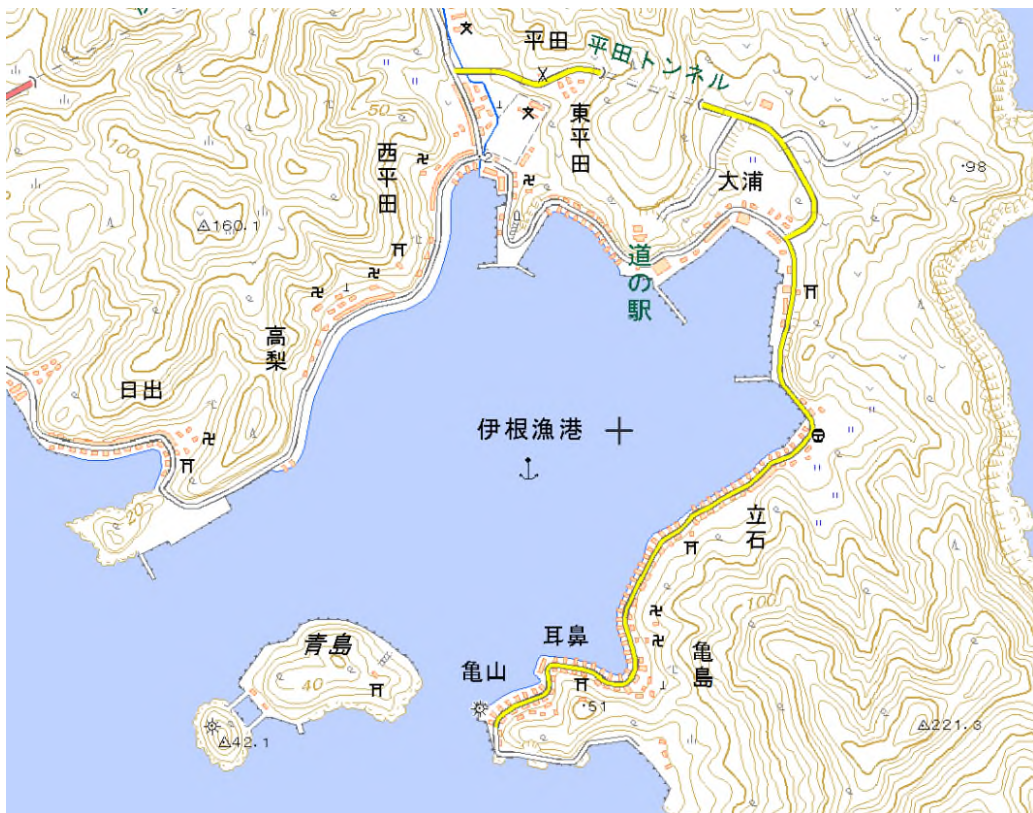 平田
平田トンネル
50
東平田
西平田
2
100
大浦
・98
160.1
道の駅
高梨
日出
伊根漁港
20
立石
100
耳鼻
亀島
青島
亀山
40
・51
42.1
221.3